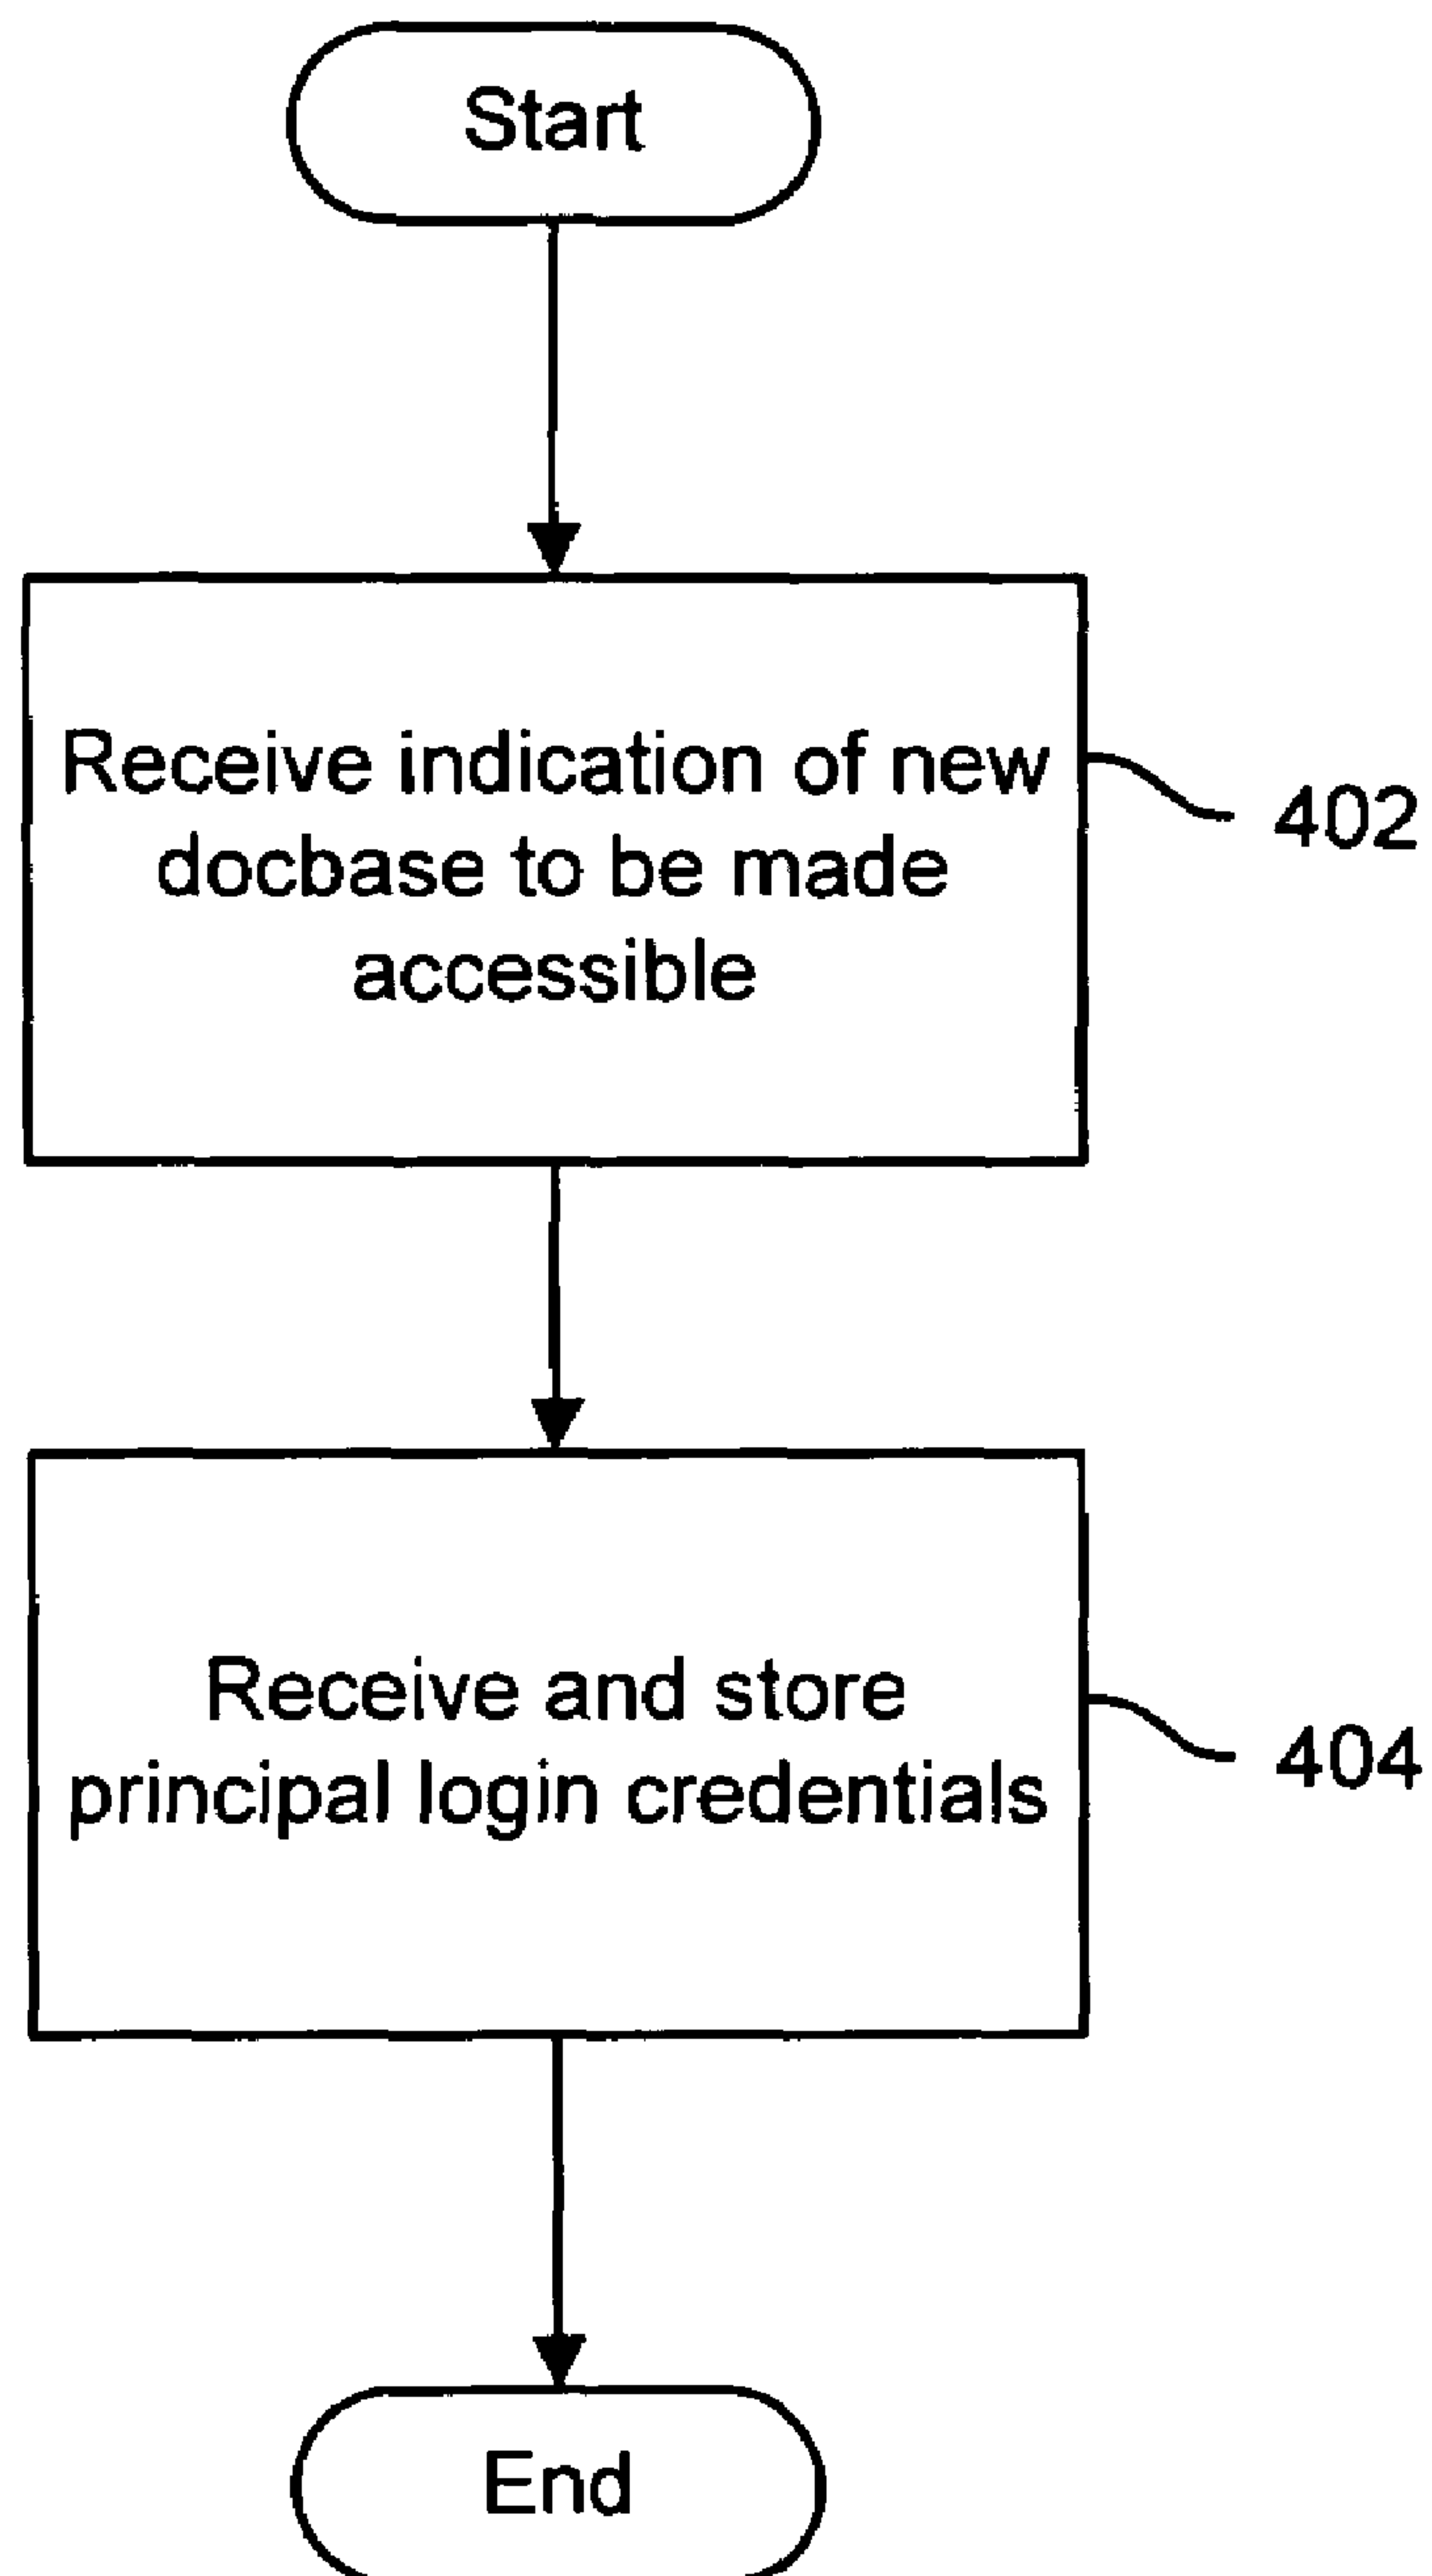 Start
Receive indication of new
docbase to be made
accessible
402
Receive and store
principal login credentials
404
End